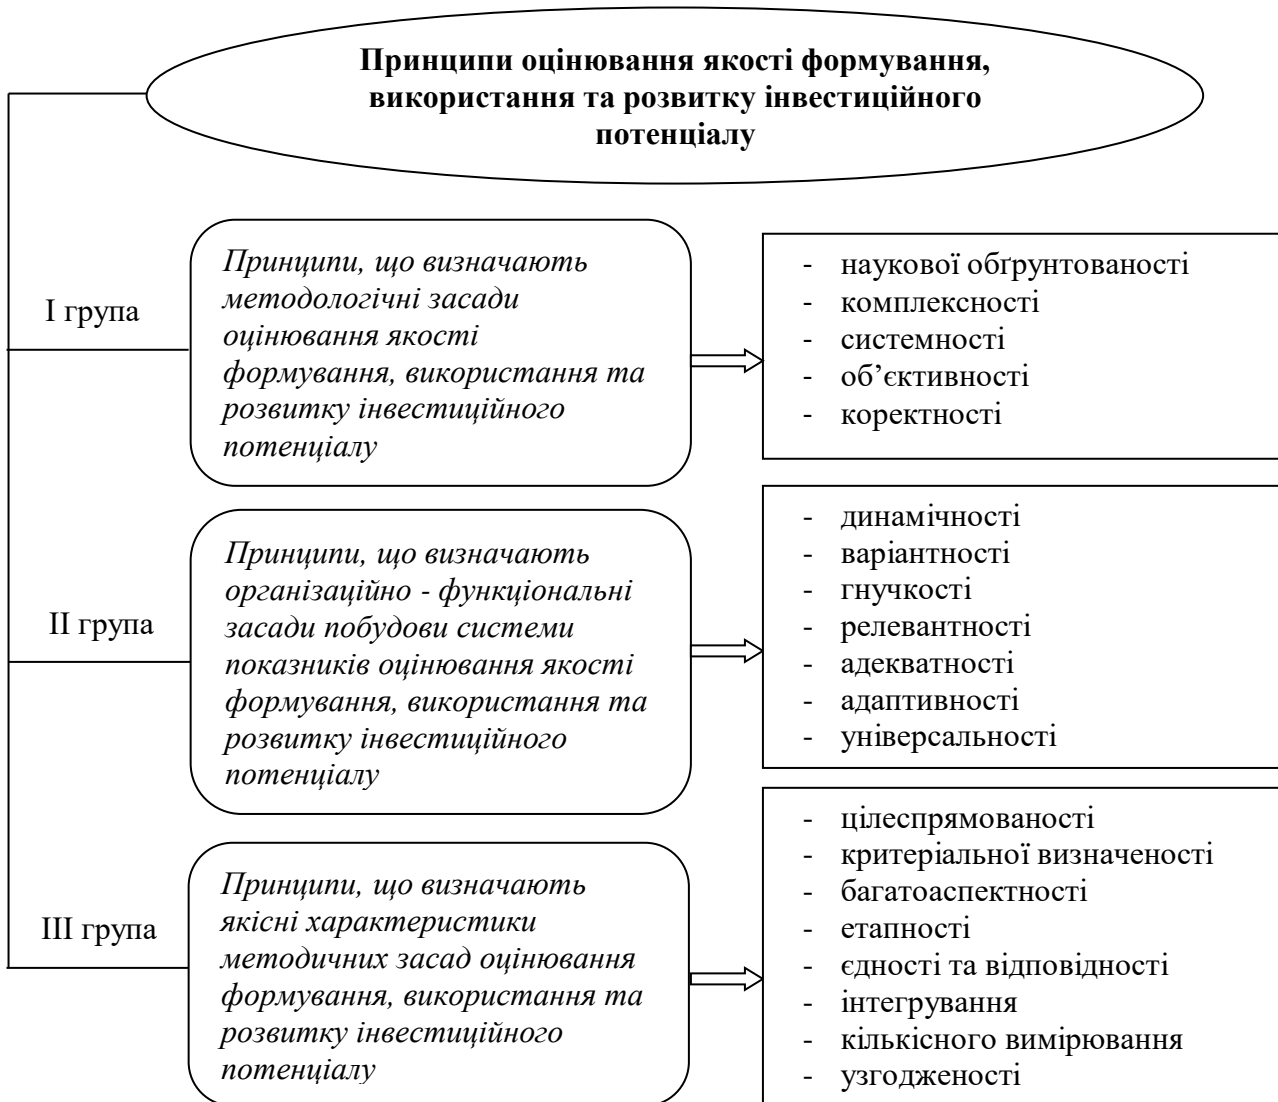 Принципи оцінювання якості формування,
використання та розвитку інвестиційного
потенціалу
І група
Принципи, що визначають
методологічні засади
оцінювання якості
формування, використання та
розвитку інвестиційного
потенціалу
- наукової обґрунтованості
- комплексності
- системності
- об’єктивності
- коректності
ІІ група
Принципи, що визначають
організаційно - функціональні
засади побудови системи
показників оцінювання якості
формування, використання та
розвитку інвестиційного
потенціалу
- динамічності
- варіантності
- гнучкості
- релевантності
- адекватності
- адаптивності
- універсальності
ІІІ група
Принципи, що визначають
якісні характеристики
методичних засад оцінювання
формування, використання та
розвитку інвестиційного
потенціалу
- цілеспрямованості
- критеріальної визначеності
- багатоаспектності
- етапності
- єдності та відповідності
- інтегрування
- кількісного вимірювання
- узгодженості